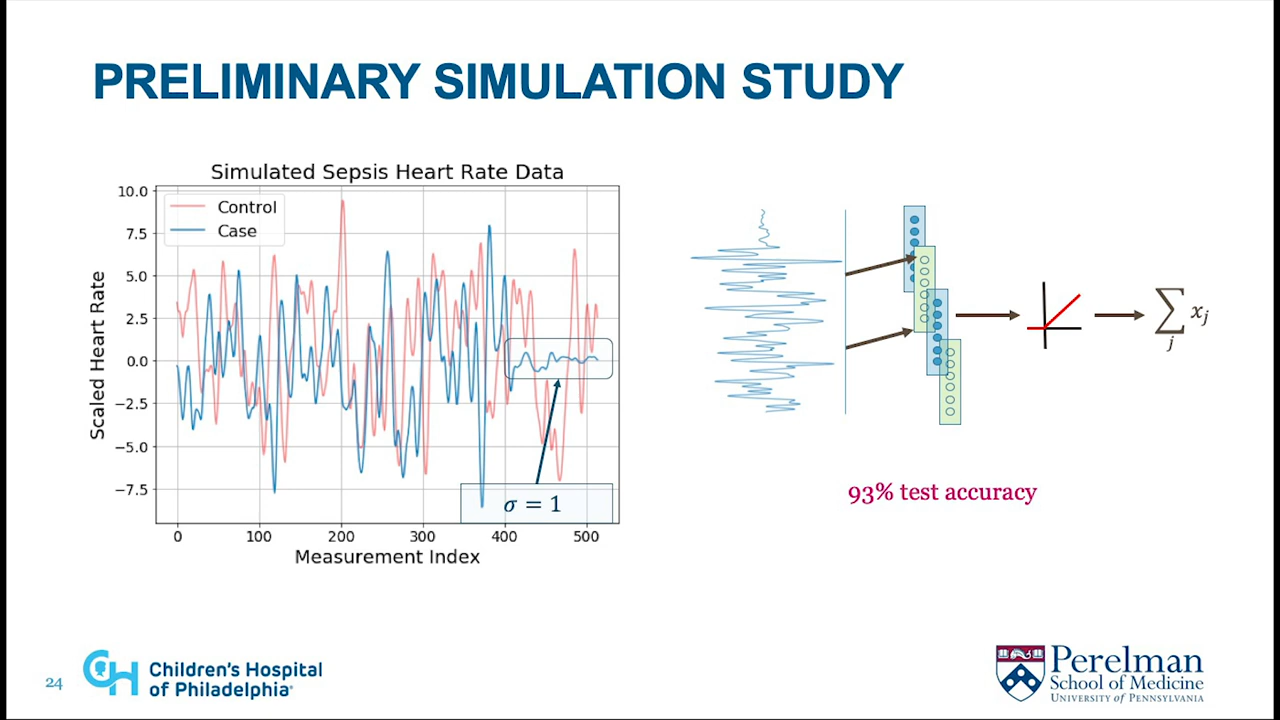 PRELIMINARY SIMULATION STUDY
Simulated Sepsis Heart Rate Data
Control
Case
Scaled Heart Rate
10.0
7.5
5.0
2.5
0.0
−2.5
−5.0
−7.5
0 100 200 300 400 500
Measurement Index
σ = 1
∑ xj
j
93% test accuracy
24
Children's Hospital
of Philadelphia
Perelman
School of Medicine
UNIVERSITY of PENNSYLVANIA